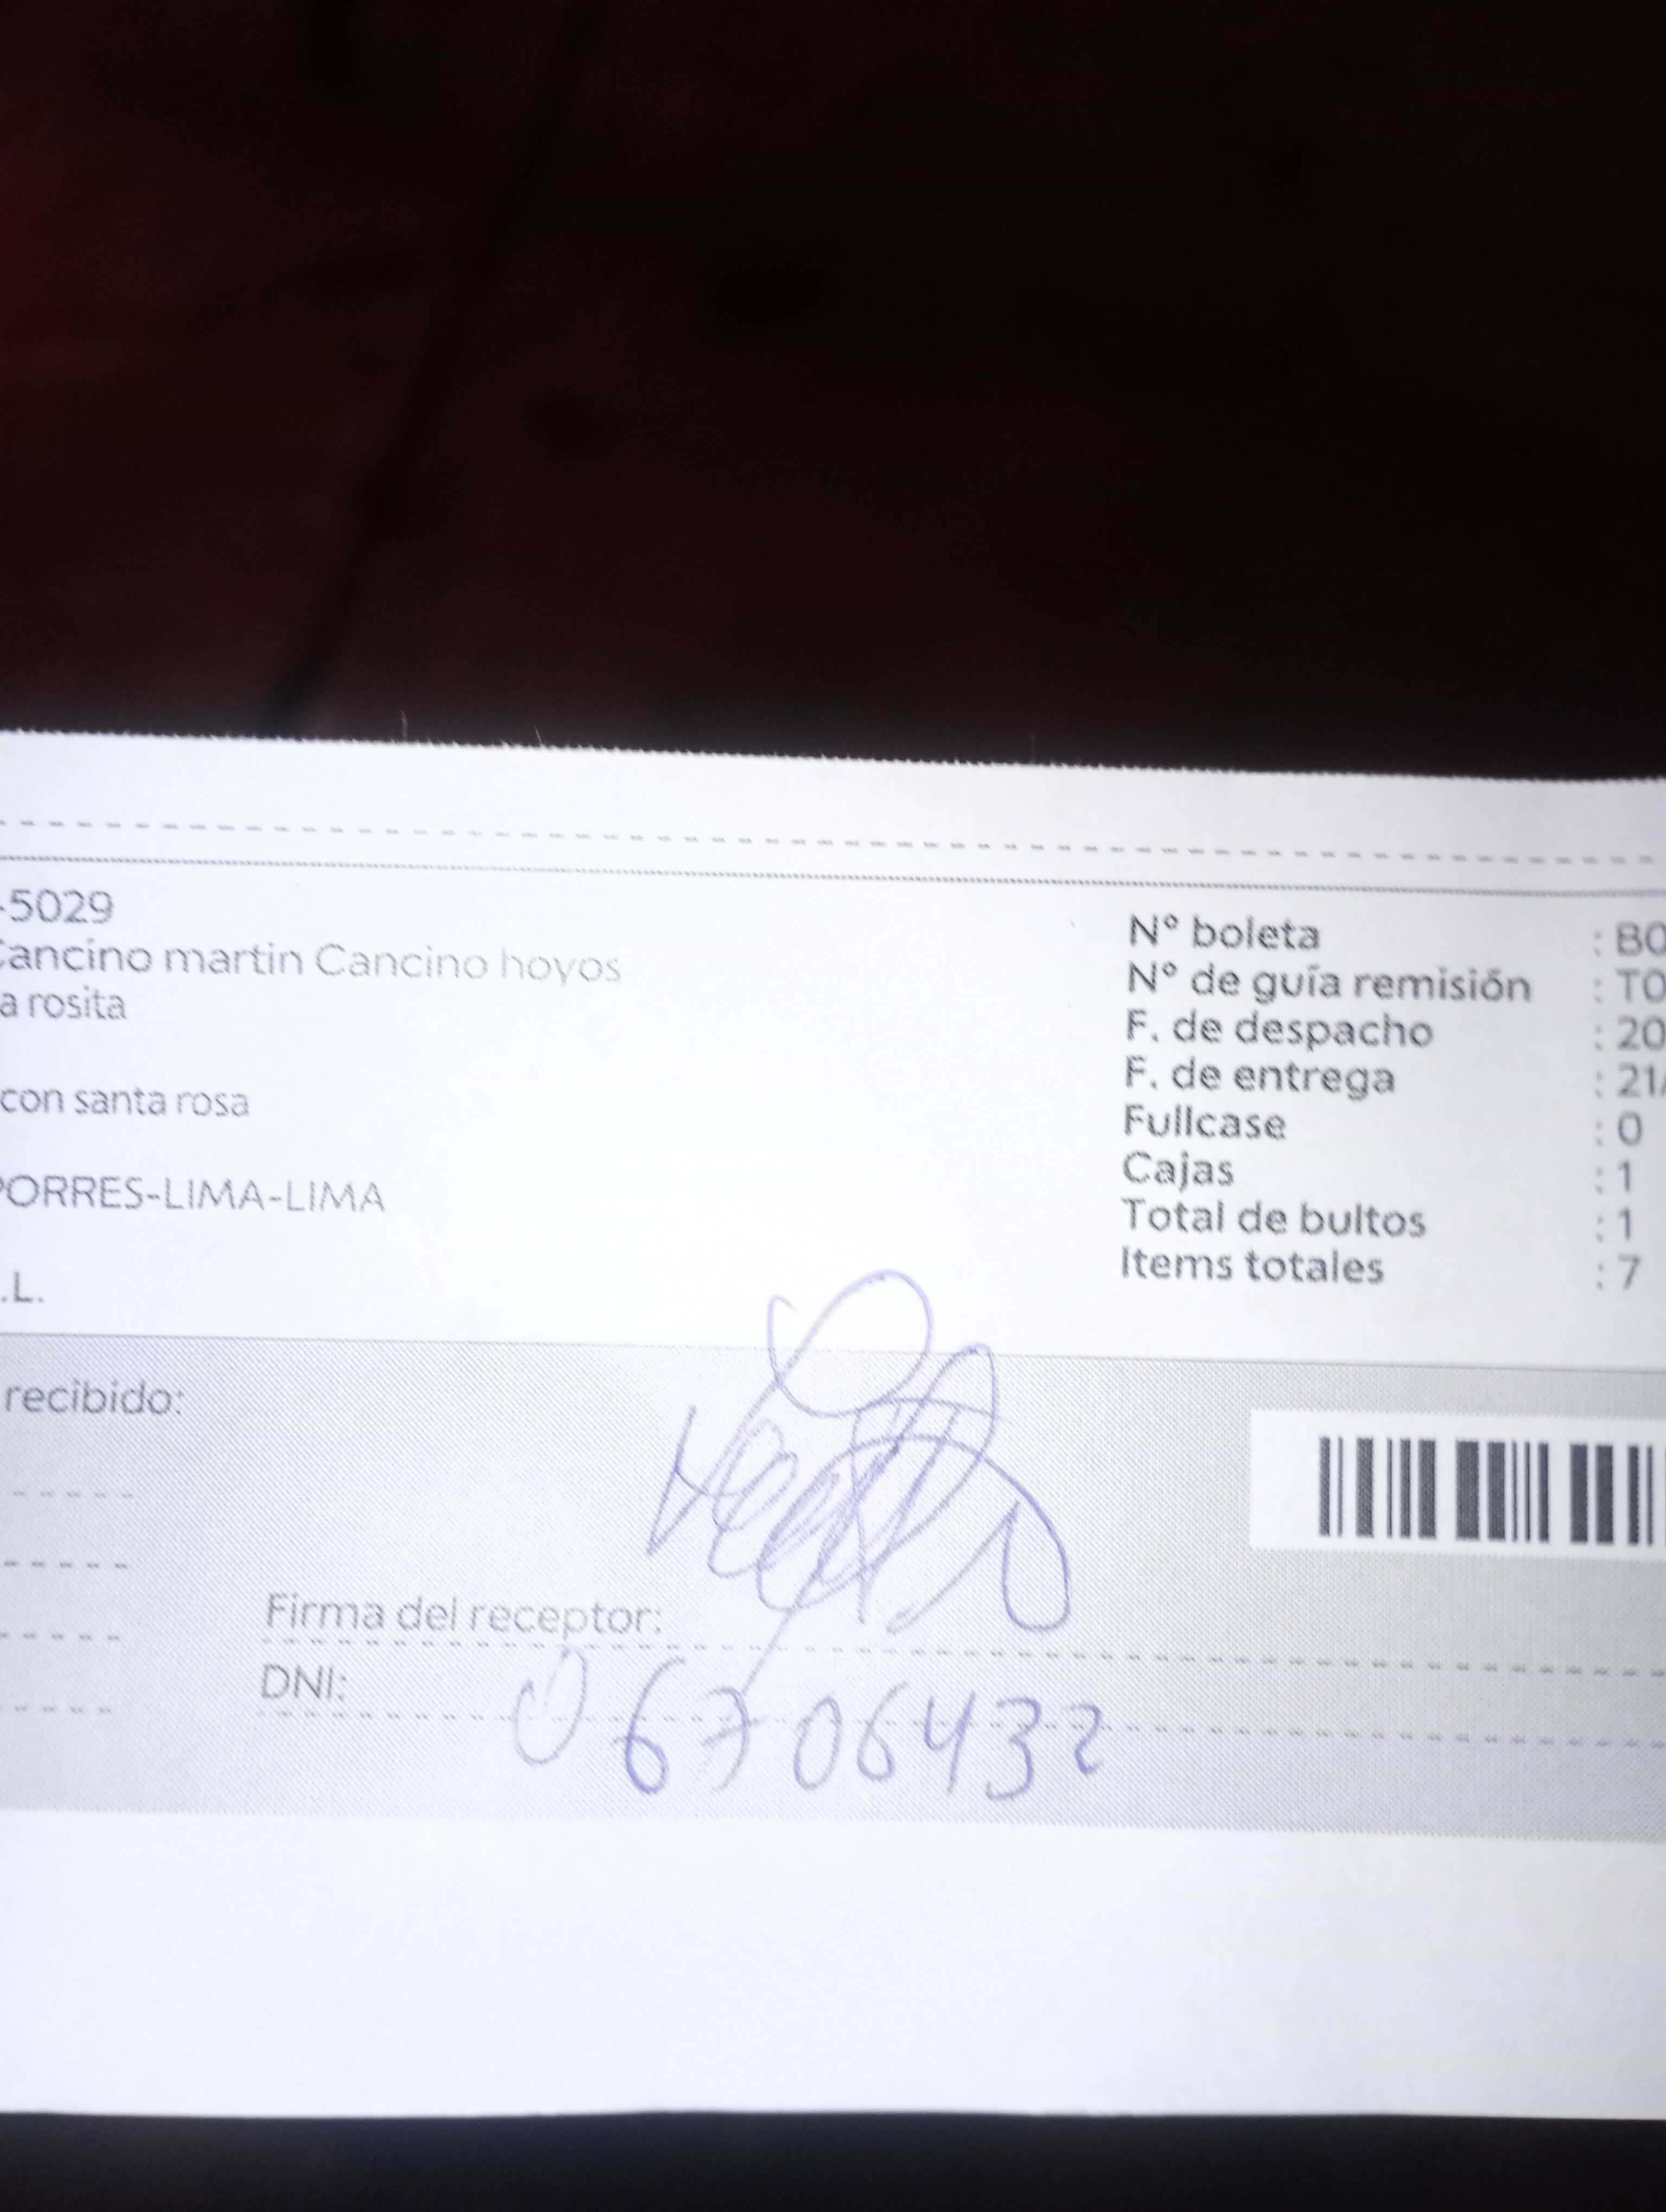 -5029
Cancino martin Cancino hoyos
a rosita
con santa rosa
PORRES-LIMA-LIMA
.L.
N° boleta : B0
N° de guía remisión : T0
F. de despacho : 20
F. de entrega : 21/
Fullcase : 0
Cajas : 1
Total de bultos : 1
Items totales : 7
recibido:
Firma del receptor:
DNI: 06706432